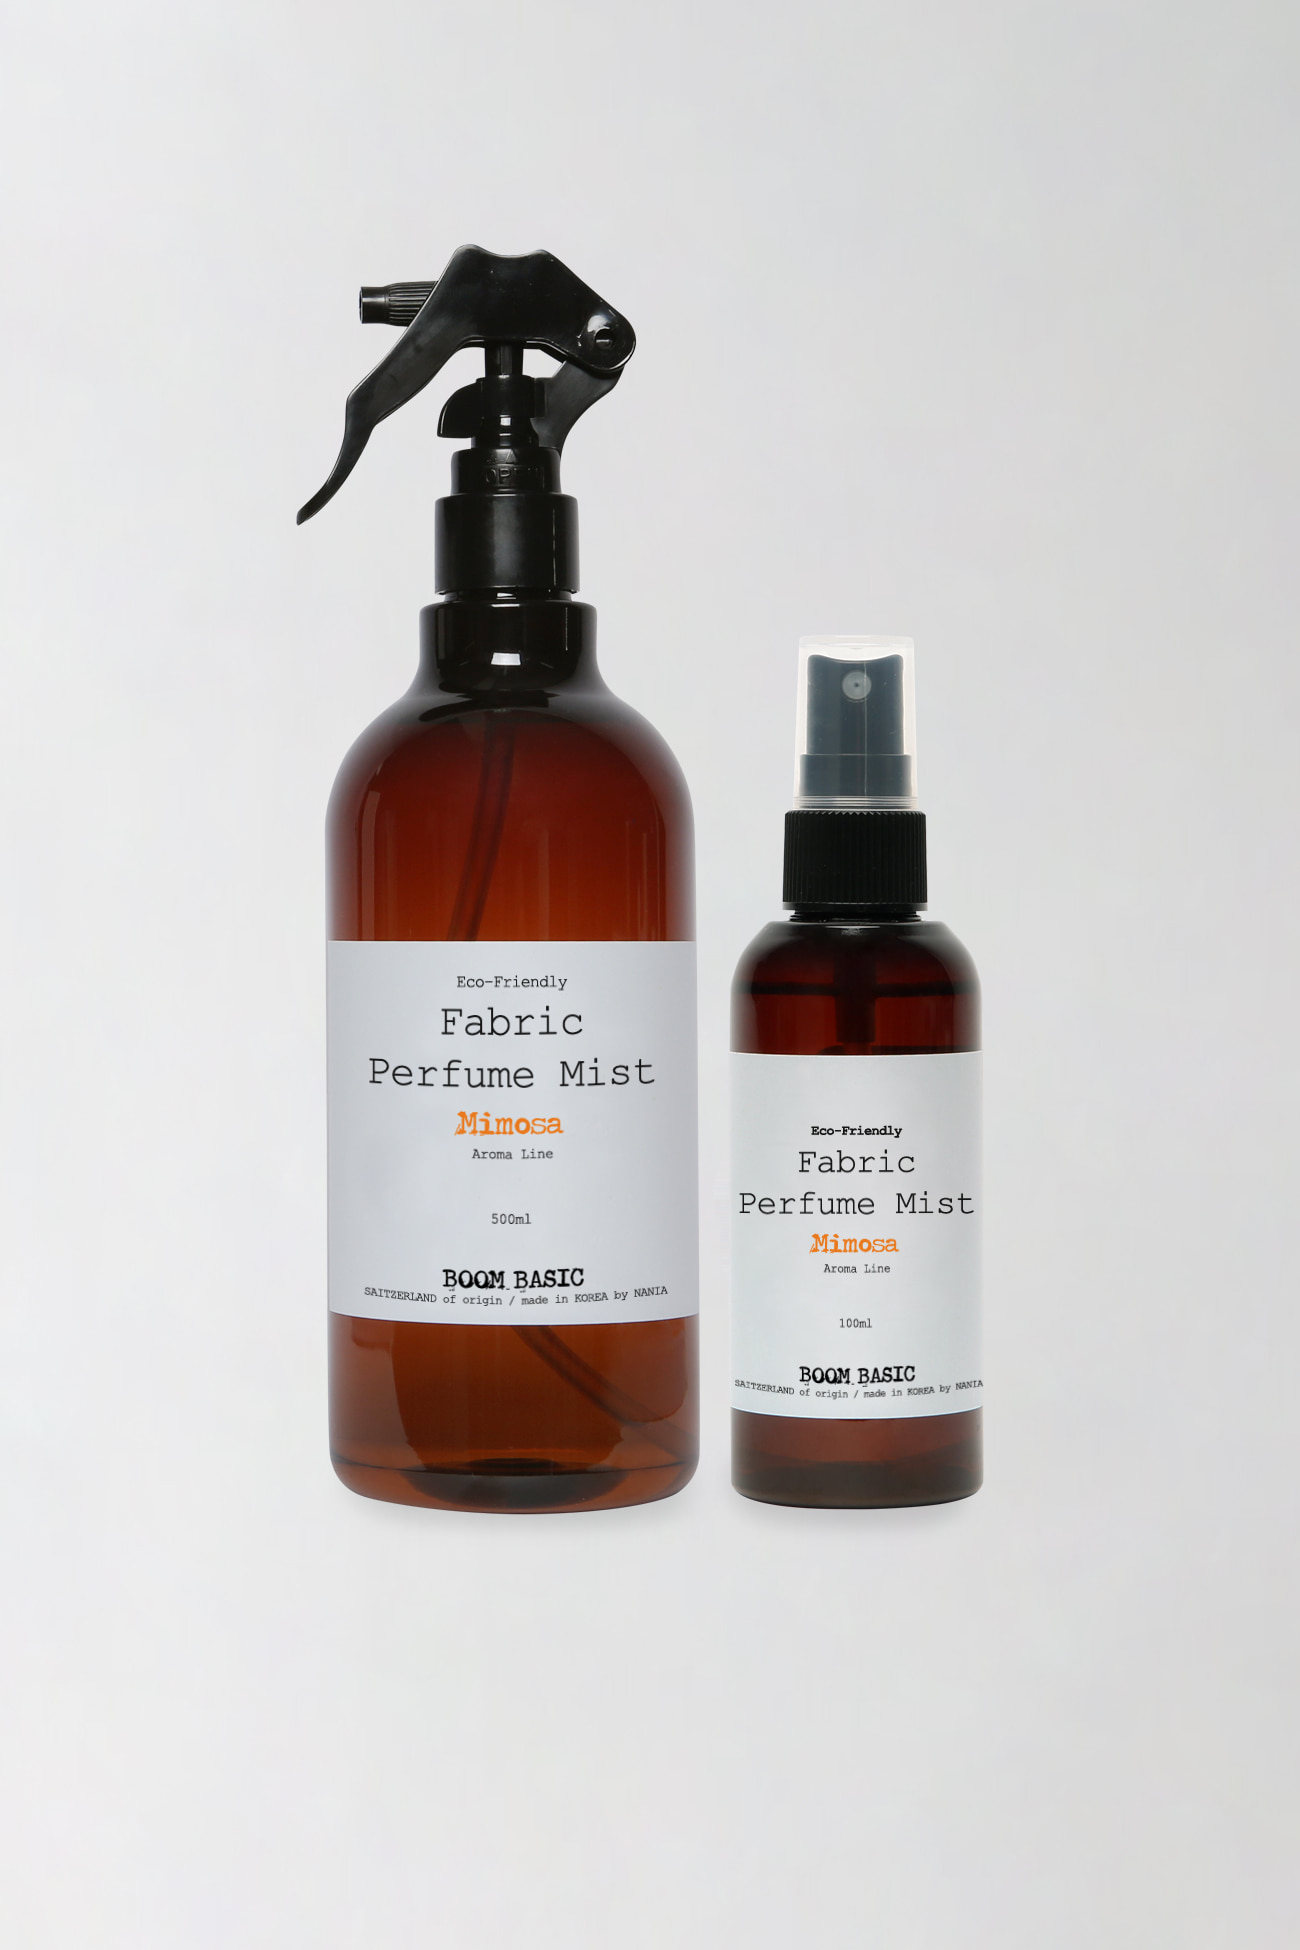 Eco-Friendly
Fabric
Perfume Mist
Mimosa
Aroma Line
500ml
BOOM BASIC
SAITZERLAND of origin / made in KOREA by NANIA
Eco-Friendly
Fabric
Perfume Mist
Mimosa
Aroma Line
100ml
BOOM BASIC
SAITZERLAND of origin / made in KOREA by NANIA